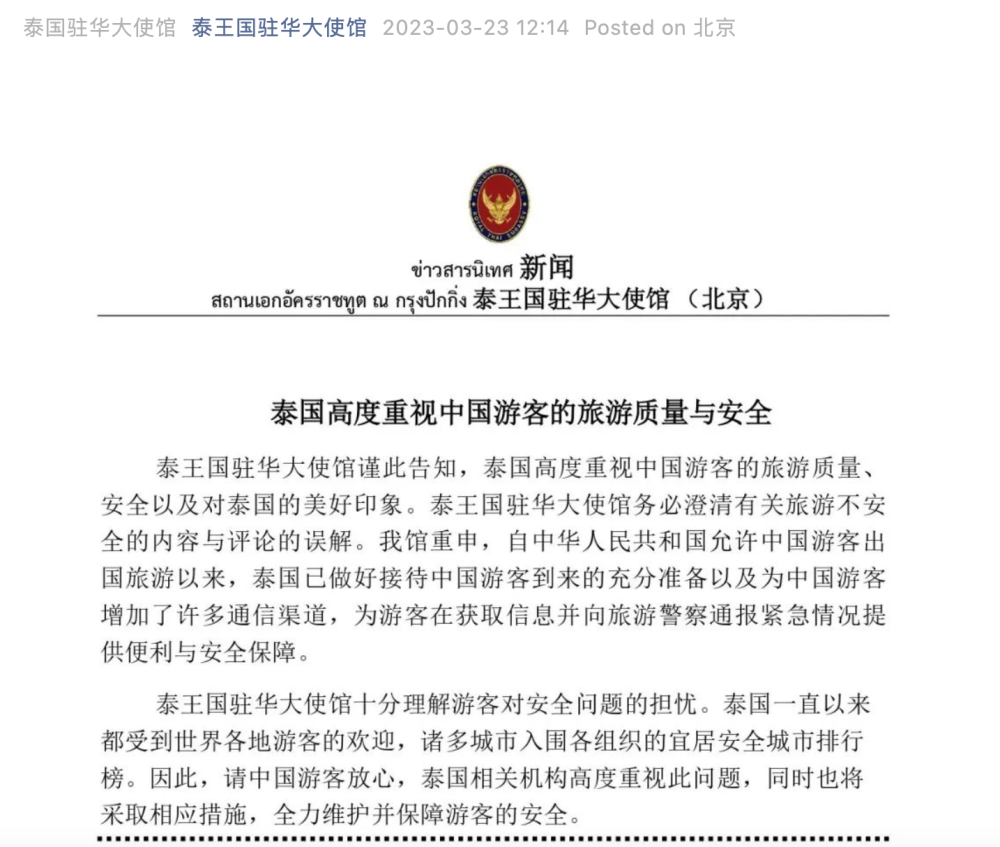 泰国驻华大使馆 泰王国驻华大使馆 2023-03-23 12:14 Posted on 北京
ข่าวสารนิเทศ 新闻
สถานเอกอัครราชทูต ณ กรุงปักกิ่ง 泰王国驻华大使馆 （北京）
泰国高度重视中国游客的旅游质量与安全
泰王国驻华大使馆谨此告知，泰国高度重视中国游客的旅游质量、
安全以及对泰国的美好印象。泰王国驻华大使馆务必澄清有关旅游不安
全的内容与评论的误解。我馆重申，自中华人民共和国允许中国游客出
国旅游以来，泰国已做好接待中国游客到来的充分准备以及为中国游客
增加了许多通信渠道，为游客在获取信息并向旅游警察通报紧急情况提
供便利与安全保障。
泰王国驻华大使馆十分理解游客对安全问题的担忧。泰国一直以来
都受到世界各地游客的欢迎，诸多城市入围各组织的宜居安全城市排行
榜。因此，请中国游客放心，泰国相关机构高度重视此问题，同时也将
采取相应措施，全力维护并保障游客的安全。